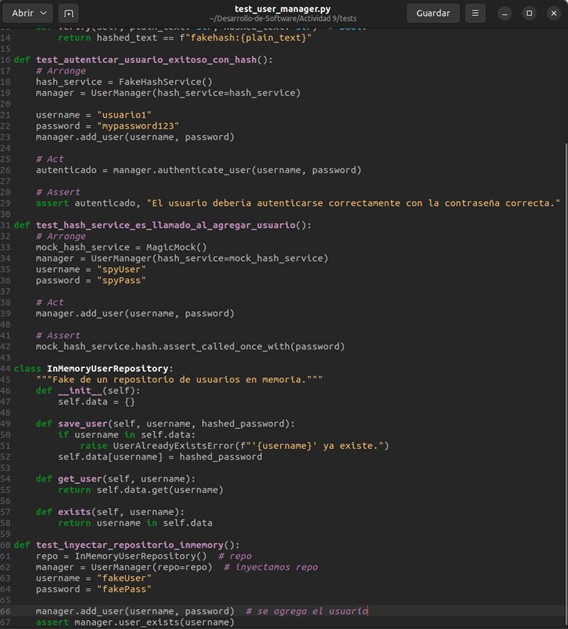 Abrir
test_user_manager.py
~/Desarrollo-de-Software/Actividad 9/tests
Guardar
14 return hashed_text == f"fakehash:{plain_text}"
15
16 def test_autenticar_usuario_exitoso_con_hash():
17 # Arrange
18 hash_service = FakeHashService()
19 manager = UserManager(hash_service=hash_service)
20
21 username = "usuario1"
22 password = "mypassword123"
23 manager.add_user(username, password)
24
25 # Act
26 autenticado = manager.authenticate_user(username, password)
27
28 # Assert
29 assert autenticado, "El usuario debería autenticarse correctamente con la contraseña correcta."
30
31 def test_hash_service_es_llamado_al_agregar_usuario():
32 # Arrange
33 mock_hash_service = MagicMock()
34 manager = UserManager(hash_service=mock_hash_service)
35 username = "spyUser"
36 password = "spyPass"
37
38 # Act
39 manager.add_user(username, password)
40
41 # Assert
42 mock_hash_service.hash.assert_called_once_with(password)
43
44 class InMemoryUserRepository:
45 """Fake de un repositorio de usuarios en memoria."""
46 def __init__(self):
47 self.data = {}
48
49 def save_user(self, username, hashed_password):
50 if username in self.data:
51 raise UserAlreadyExistsError(f"'{username}' ya existe.")
52 self.data[username] = hashed_password
53
54 def get_user(self, username):
55 return self.data.get(username)
56
57 def exists(self, username):
58 return username in self.data
59
60 def test_inyectar_repositorio_inmemory():
61 repo = InMemoryUserRepository() # repo
62 manager = UserManager(repo=repo) # inyectamos repo
63 username = "fakeUser"
64 password = "fakePass"
65
66 manager.add_user(username, password) # se agrega el usuario
67 assert manager.user_exists(username)